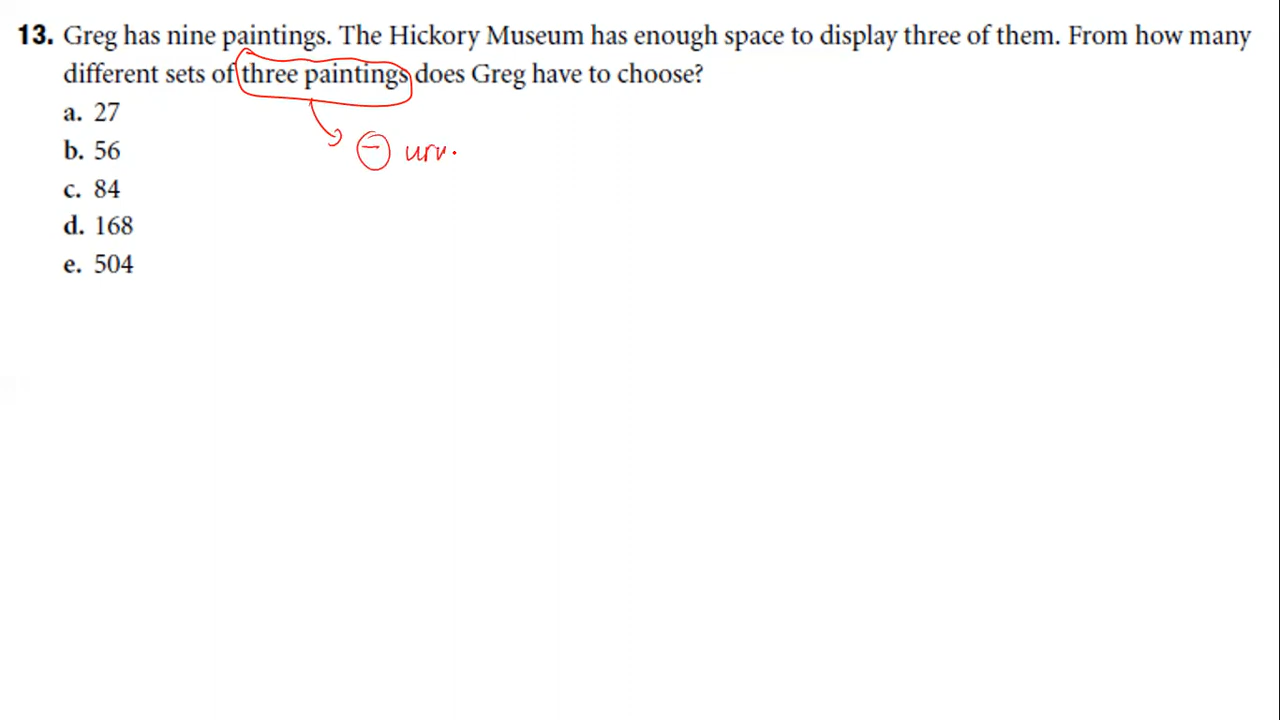 13. Greg has nine paintings. The Hickory Museum has enough space to display three of them. From how many
different sets of three paintings does Greg have to choose?
a. 27
b. 56
c. 84
d. 168
e. 504